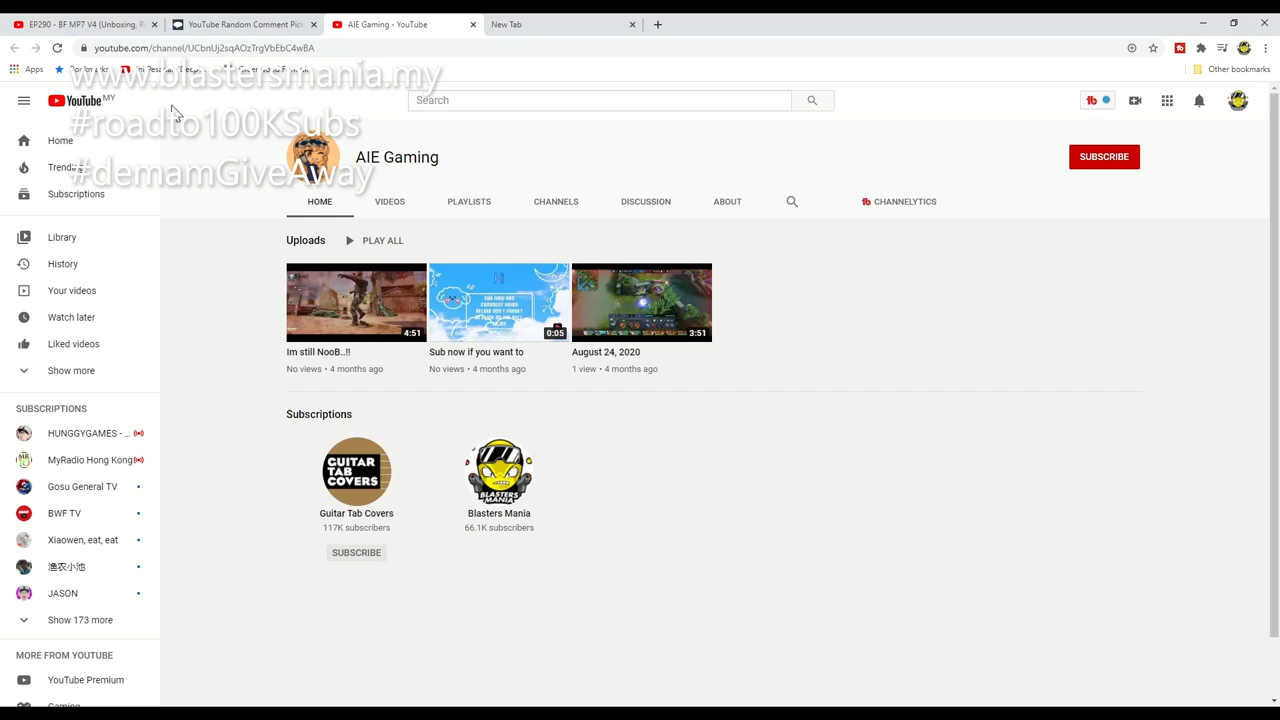 EP290 - BF MP7 V4 (Unboxing, R
YouTube Random Comment Pick
AIE Gaming - YouTube
New Tab
youtube.com/channel/UCbnUj2sqAOzTrgVbEbC4wBA
Apps
Bookmarks
Other bookmarks
www.blastersmania.my
#roadto100KSubs
#demamGiveAway
YouTube MY
Search
Home
Trending
Subscriptions
Library
History
Your videos
Watch later
Liked videos
Show more
SUBSCRIPTIONS
HUNGGYGAMES - ...
MyRadio Hong Kong
Gosu General TV
BWF TV
Xiaowen, eat, eat
渔农小池
JASON
Show 173 more
MORE FROM YOUTUBE
YouTube Premium
Gaming
AIE Gaming
SUBSCRIBE
HOME VIDEOS PLAYLISTS CHANNELS DISCUSSION ABOUT CHANNELYTICS
Uploads PLAY ALL
4:51
0:05
3:51
Im still NooB..!!
No views • 4 months ago
Sub now if you want to
No views • 4 months ago
August 24, 2020
1 view • 4 months ago
Subscriptions
GUITAR
TAB
COVERS
Guitar Tab Covers
117K subscribers
SUBSCRIBE
BLASTERS
MANIA
Blasters Mania
66.1K subscribers